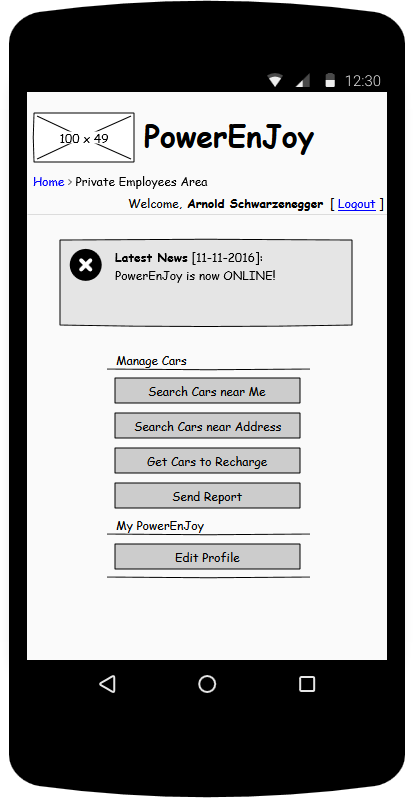 12:30
100 x 49
PowerEnJoy
Home > Private Employees Area
Welcome, Arnold Schwarzenegger [ Logout ]
Latest News [11-11-2016]:
PowerEnJoy is now ONLINE!
Manage Cars
Search Cars near Me
Search Cars near Address
Get Cars to Recharge
Send Report
My PowerEnJoy
Edit Profile